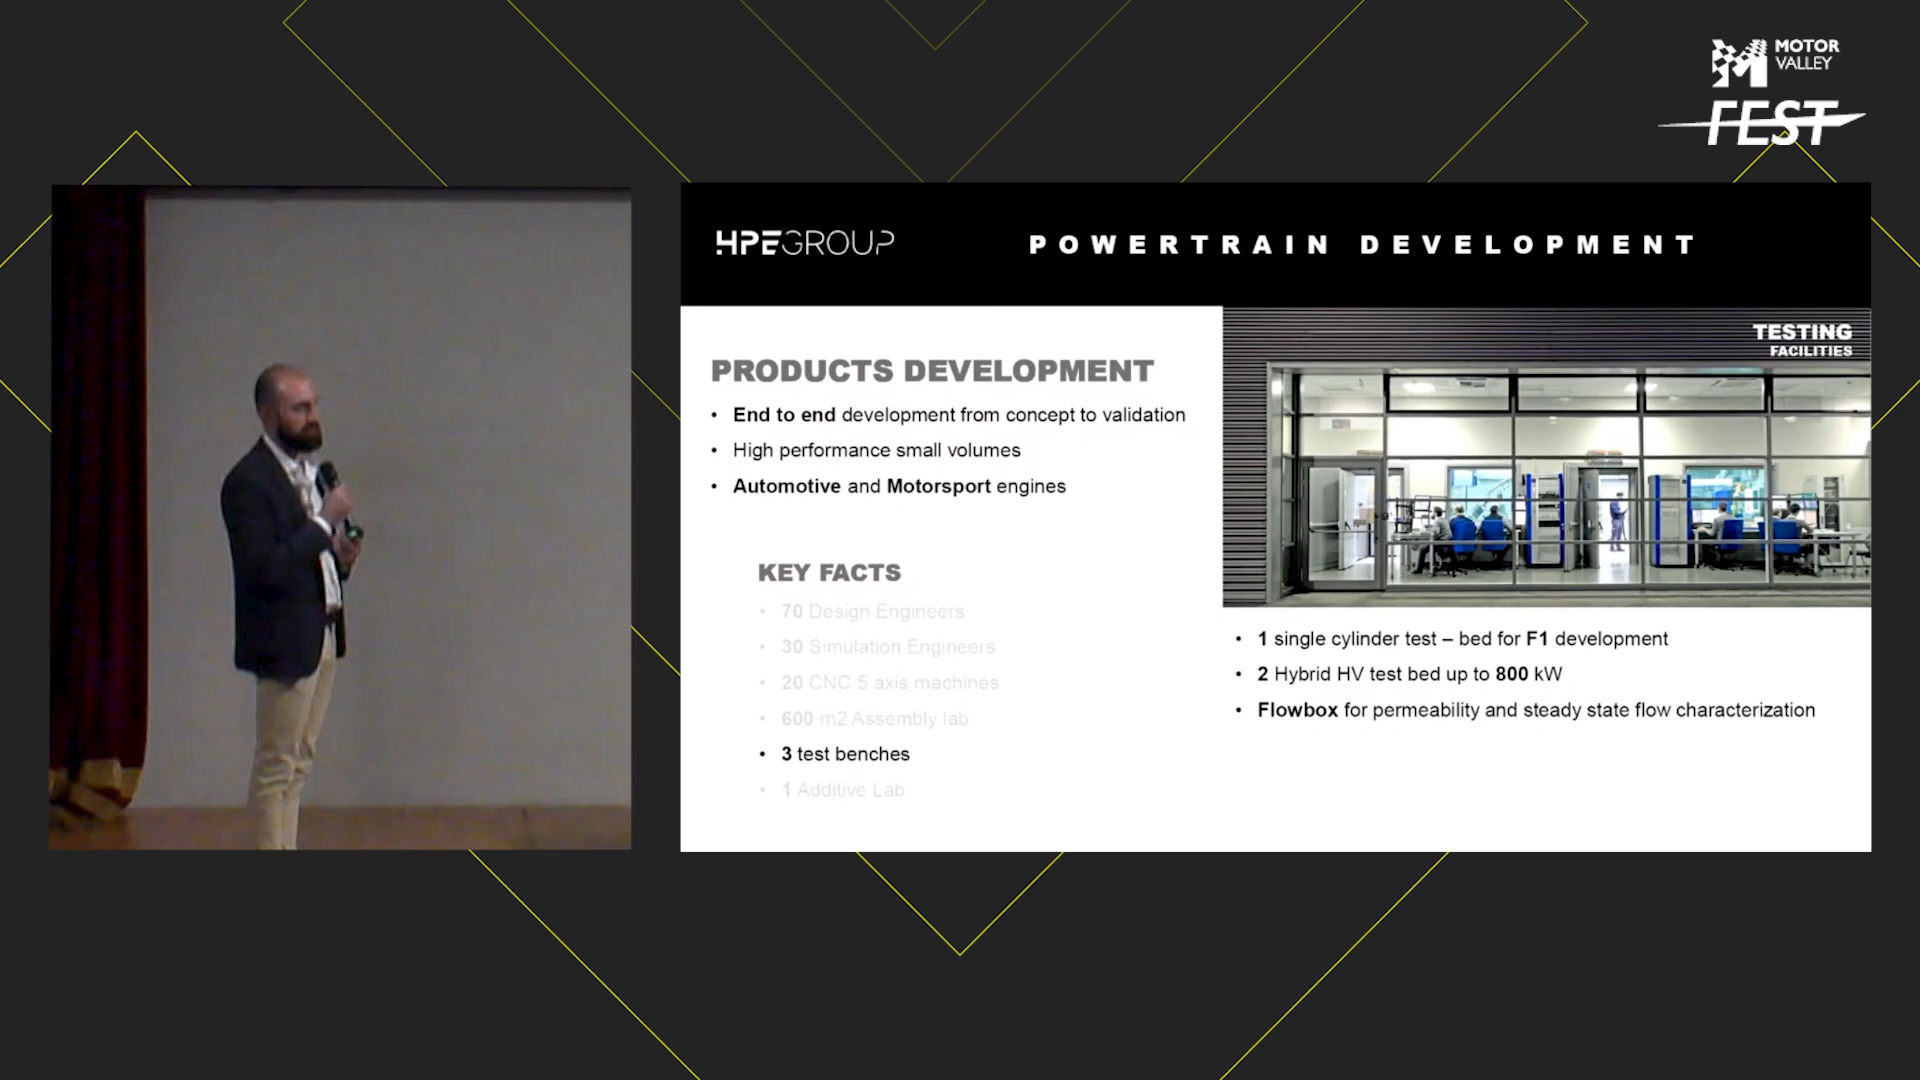 MOTOR
VALLEY
FEST
HPEGROUP
POWERTRAIN DEVELOPMENT
PRODUCTS DEVELOPMENT
• End to end development from concept to validation
• High performance small volumes
• Automotive and Motorsport engines
KEY FACTS
• 70 Design Engineers
• 30 Simulation Engineers
• 20 CNC 5 axis machines
• 600 m2 Assembly lab
• 3 test benches
• 1 Additive Lab
TESTING
FACILITIES
• 1 single cylinder test – bed for F1 development
• 2 Hybrid HV test bed up to 800 kW
• Flowbox for permeability and steady state flow characterization